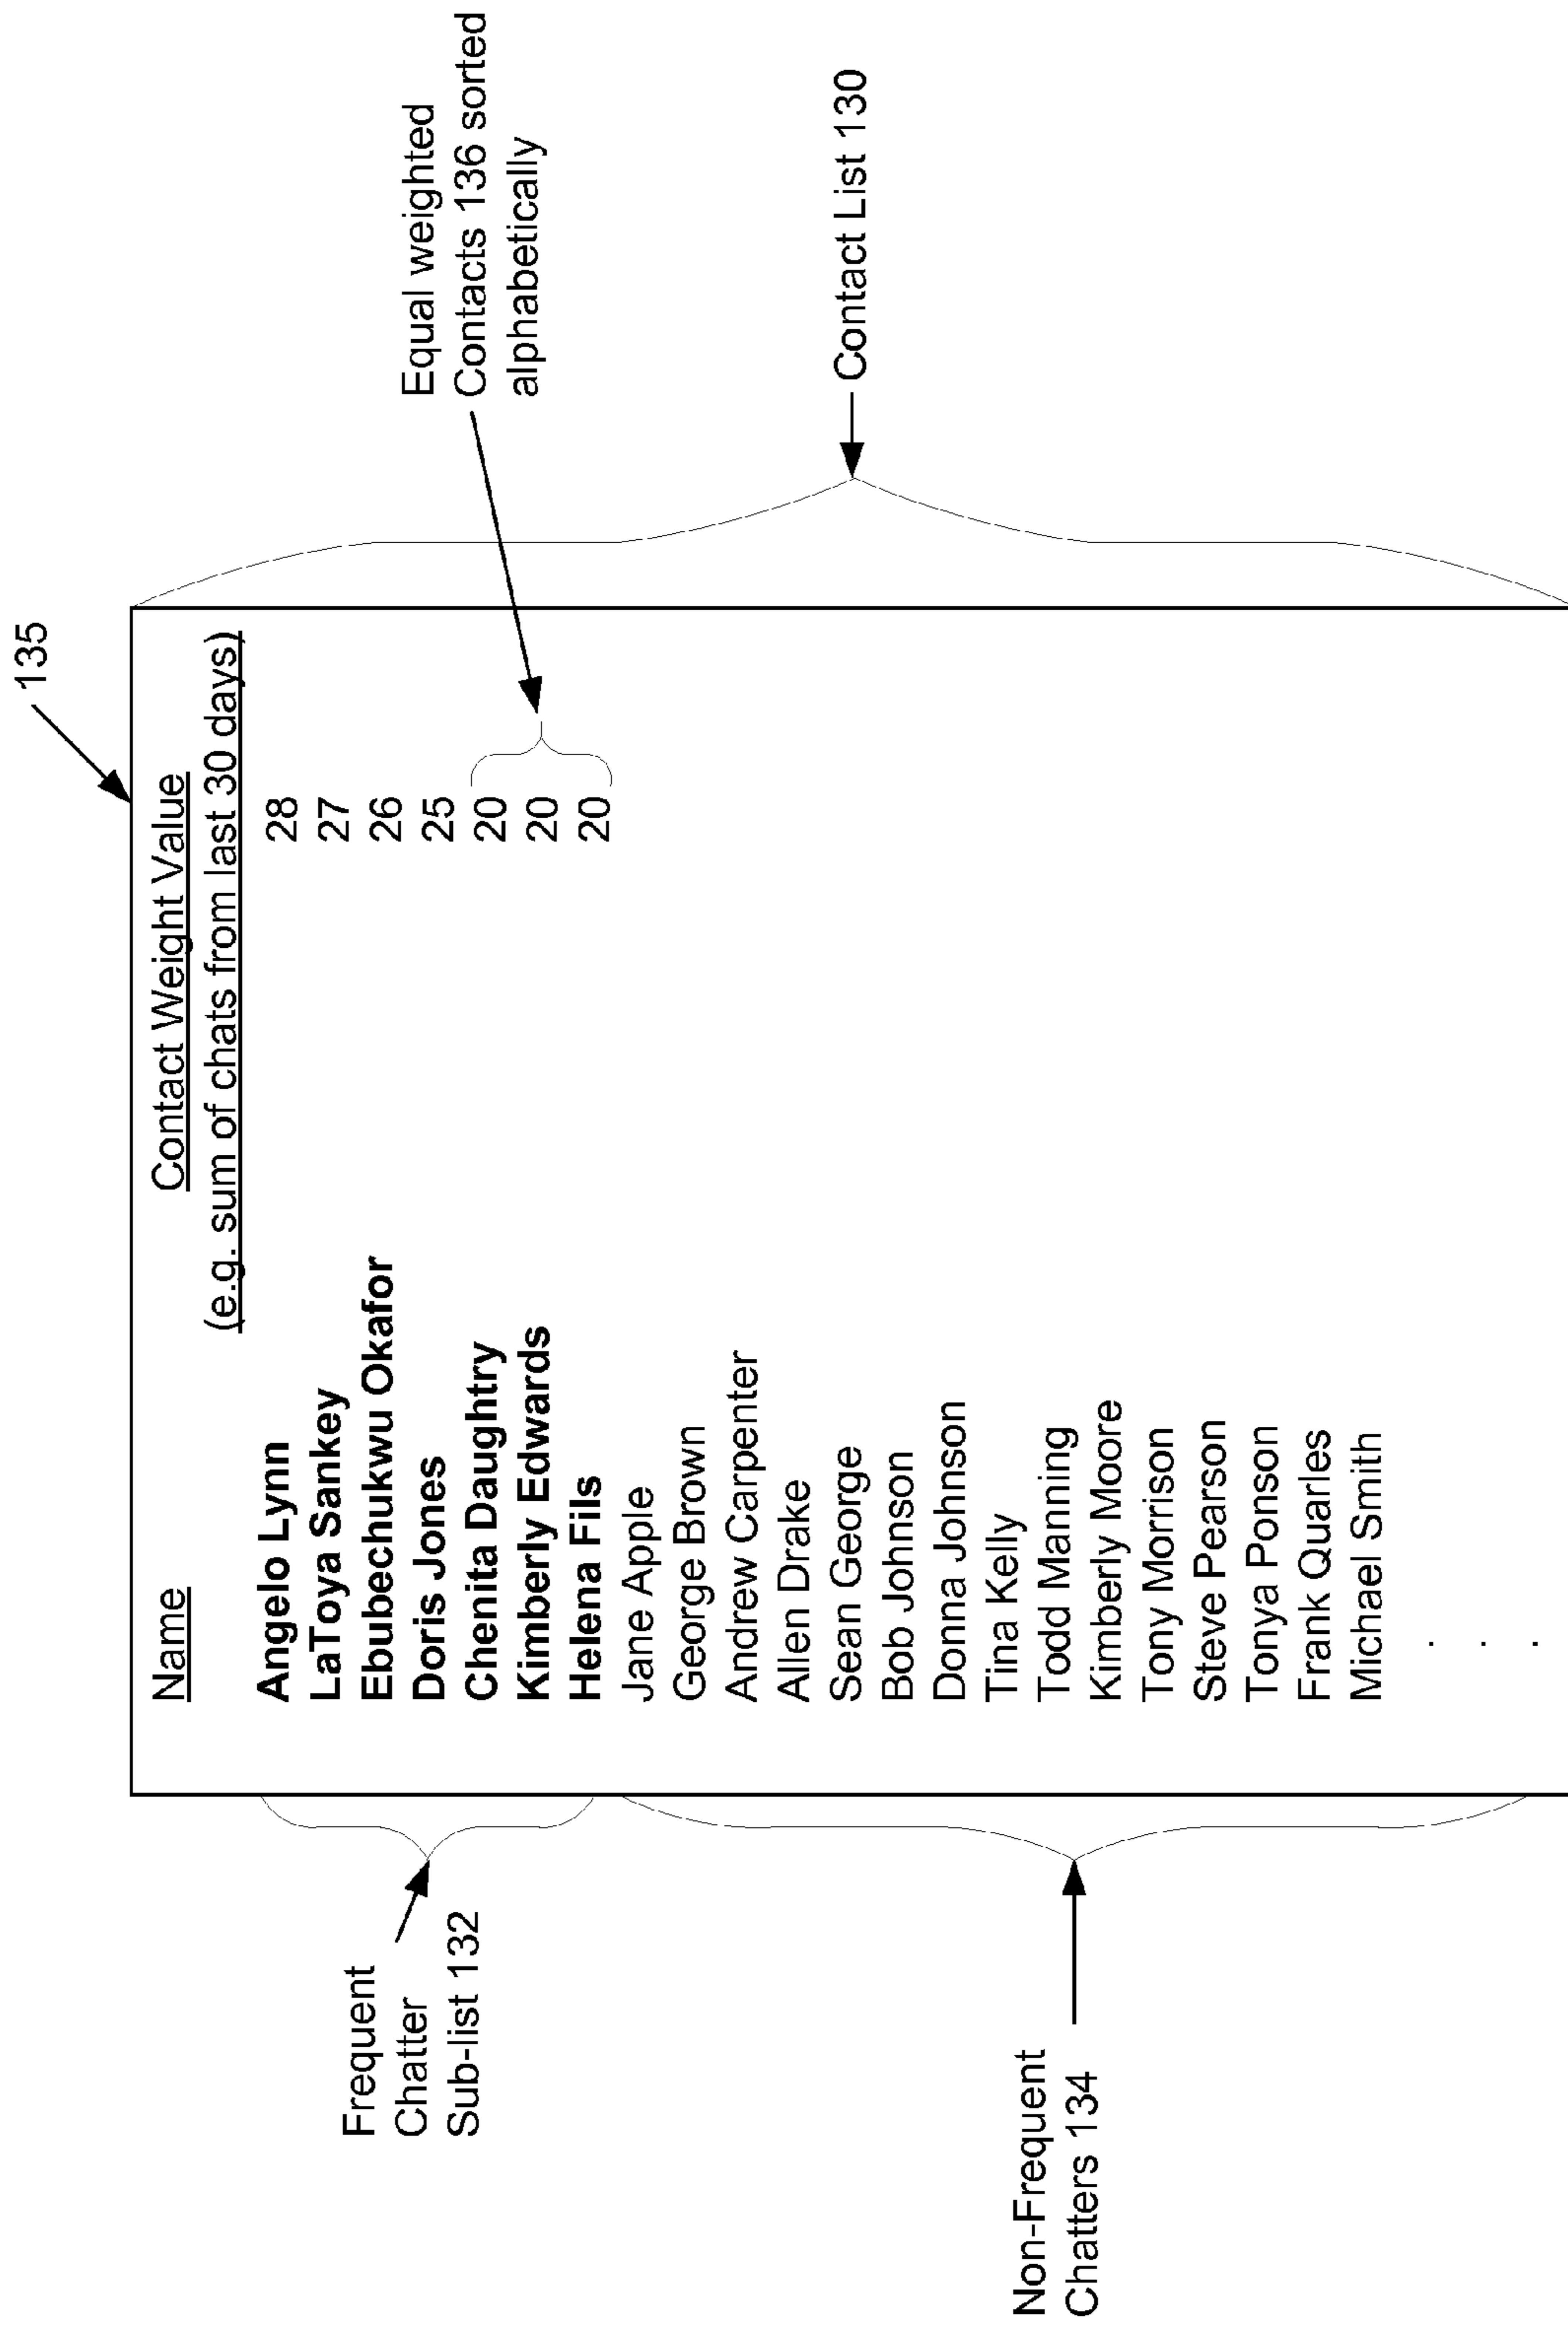 135
Name Contact Weight Value
(e.g. sum of chats from last 30 days)
Angelo Lynn 28
LaToya Sankey 27
Ebubechukwu Okafor 26
Doris Jones 25
Chenita Daughtry 20
Kimberly Edwards 20
Helena Fils 20
Jane Apple
George Brown
Andrew Carpenter
Allen Drake
Sean George
Bob Johnson
Donna Johnson
Tina Kelly
Todd Manning
Kimberly Moore
Tony Morrison
Steve Pearson
Tonya Ponson
Frank Quarles
Michael Smith
.
.
.
Frequent
Chatter
Sub-list 132
Non-Frequent
Chatters 134
Equal weighted
Contacts 136 sorted
alphabetically
Contact List 130